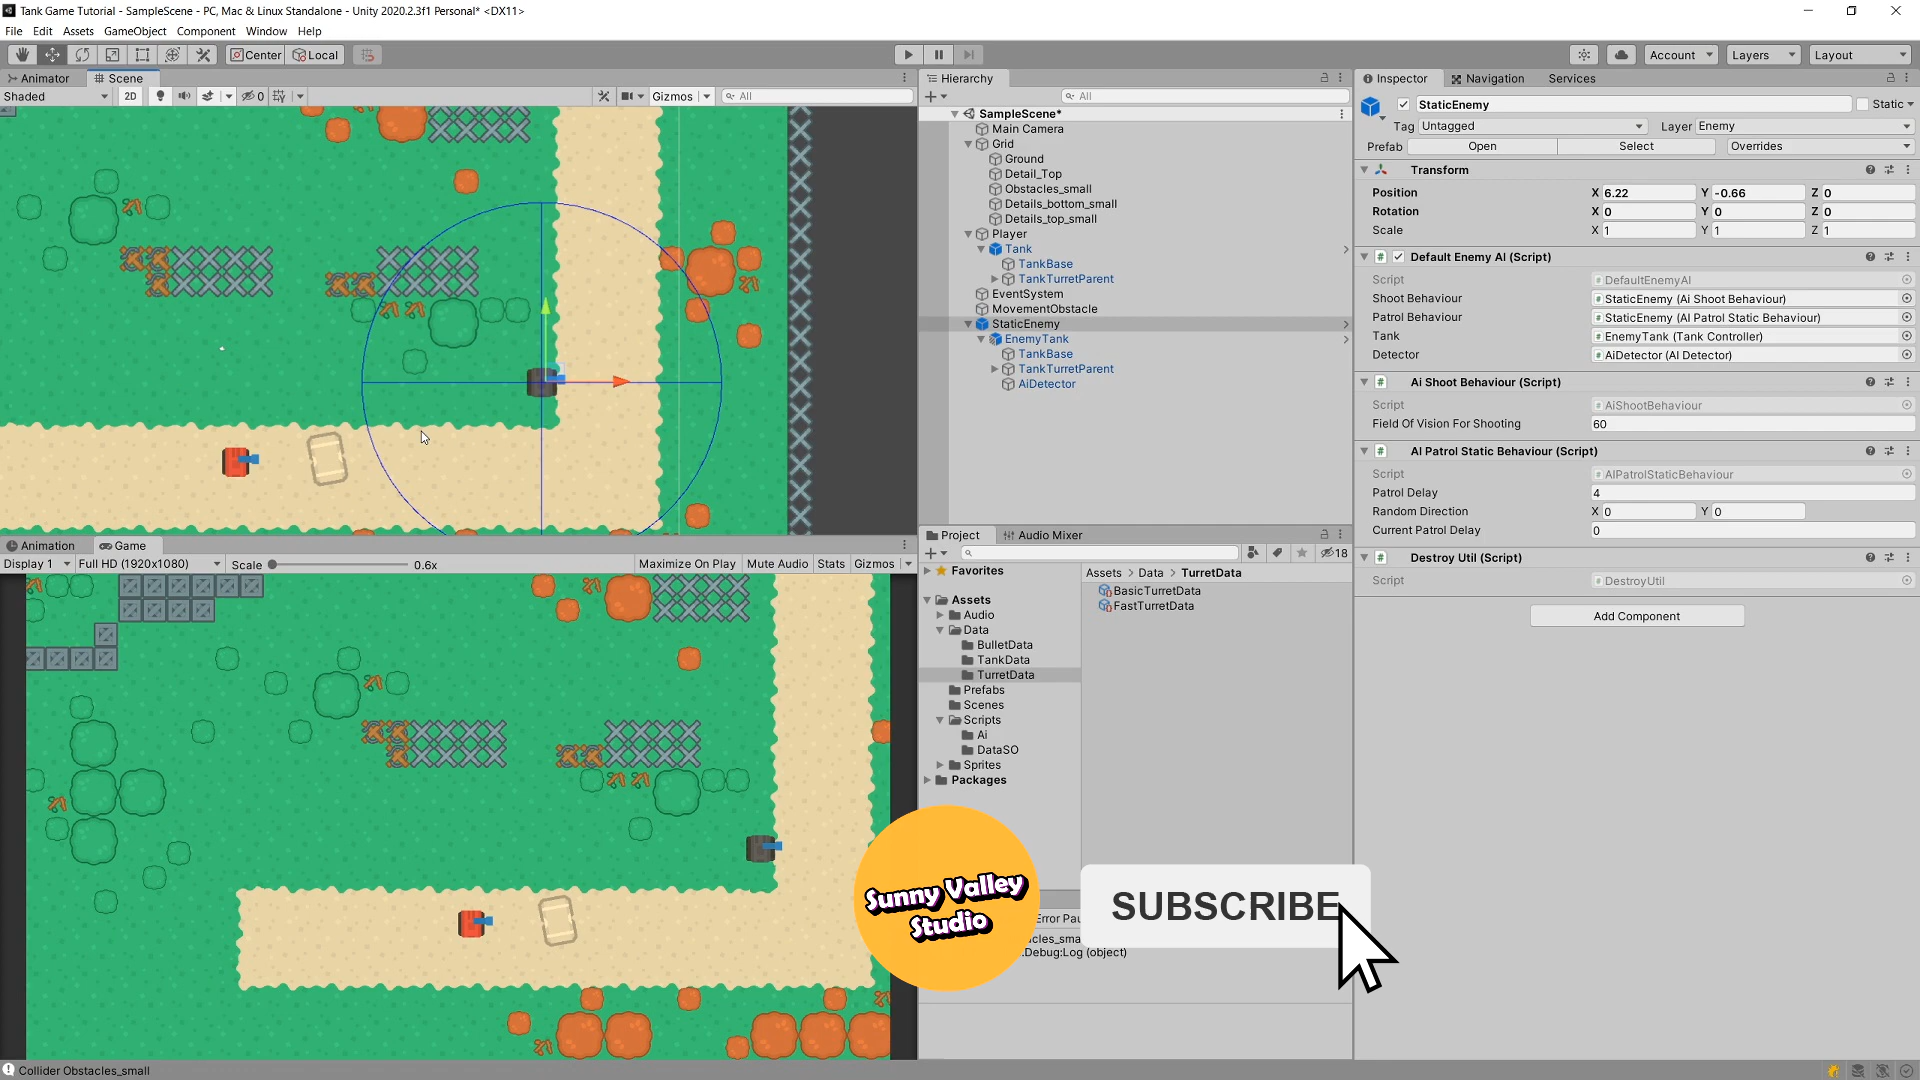 Tank Game Tutorial - SampleScene - PC, Mac & Linux Standalone - Unity 2020.2.3f1 Personal* <DX11>
File Edit Assets GameObject Component Window Help
Center Local Account Layers Layout
Animator Scene
Shaded 2D 0 Gizmos All
Hierarchy
All
SampleScene*
Main Camera
Grid
Ground
Detail_Top
Obstacles_small
Details_bottom_small
Details_top_small
Player
Tank
TankBase
TankTurretParent
EventSystem
MovementObstacle
StaticEnemy
EnemyTank
TankBase
TankTurretParent
AiDetector
Inspector Navigation Services
StaticEnemy Static
Tag Untagged Layer Enemy
Prefab Open Select Overrides
Transform
Position X 6.22 Y -0.66 Z 0
Rotation X 0 Y 0 Z 0
Scale X 1 Y 1 Z 1
# Default Enemy AI (Script)
Script # DefaultEnemyAI
Shoot Behaviour # StaticEnemy (Ai Shoot Behaviour)
Patrol Behaviour # StaticEnemy (AI Patrol Static Behaviour)
Tank # EnemyTank (Tank Controller)
Detector # AiDetector (AI Detector)
# Ai Shoot Behaviour (Script)
Script # AiShootBehaviour
Field Of Vision For Shooting 60
# AI Patrol Static Behaviour (Script)
Script # AIPatrolStaticBehaviour
Patrol Delay 4
Random Direction X 0 Y 0
Current Patrol Delay 0
# Destroy Util (Script)
Script # DestroyUtil
Add Component
Animation Game
Display 1 Full HD (1920x1080) Scale 0.6x Maximize On Play Mute Audio Stats Gizmos
Project Audio Mixer
18
Favorites
Assets
Audio
Data
BulletData
TankData
TurretData
Prefabs
Scenes
Scripts
Ai
DataSO
Sprites
Packages
Assets > Data > TurretData
BasicTurretData
FastTurretData
Sunny Valley
Studio
SUBSCRIBE
Error Pau
.Debug:Log (object)
Collider Obstacles_small